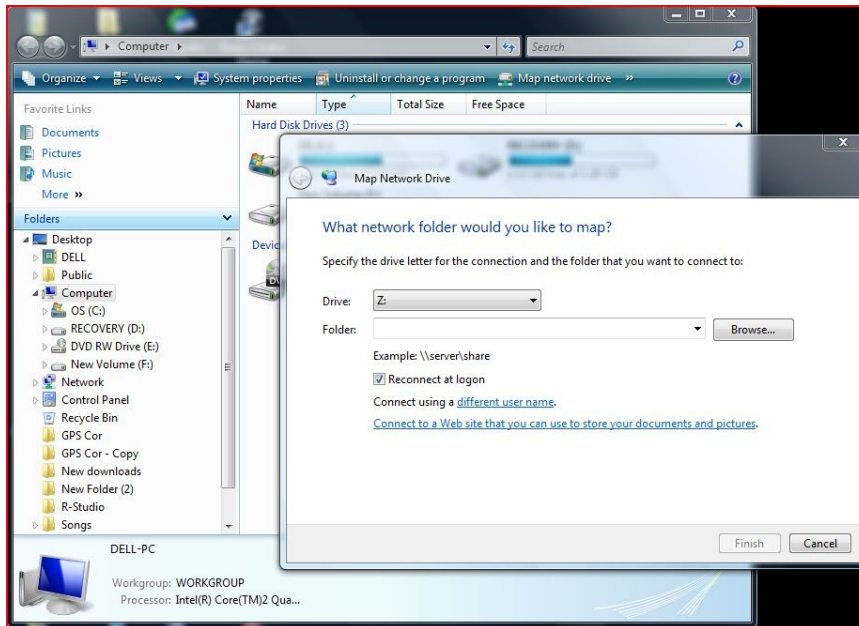 Computer
Search
Organize Views System properties Uninstall or change a program Map network drive »
Favorite Links
Documents
Pictures
Music
More »
Folders
Desktop
DELL
Public
Computer
OS (C:)
RECOVERY (D:)
DVD RW Drive (E:)
New Volume (F:)
Network
Control Panel
Recycle Bin
GPS Cor
GPS Cor - Copy
New downloads
New Folder (2)
R-Studio
Songs
Name Type Total Size Free Space
Hard Disk Drives (3)
Devic
Map Network Drive
What network folder would you like to map?
Specify the drive letter for the connection and the folder that you want to connect to:
Drive: Z:
Folder: Browse...
Example: \\server\share
Reconnect at logon
Connect using a different user name.
Connect to a Web site that you can use to store your documents and pictures.
Finish Cancel
DELL-PC
Workgroup: WORKGROUP
Processor: Intel(R) Core(TM)2 Qua...